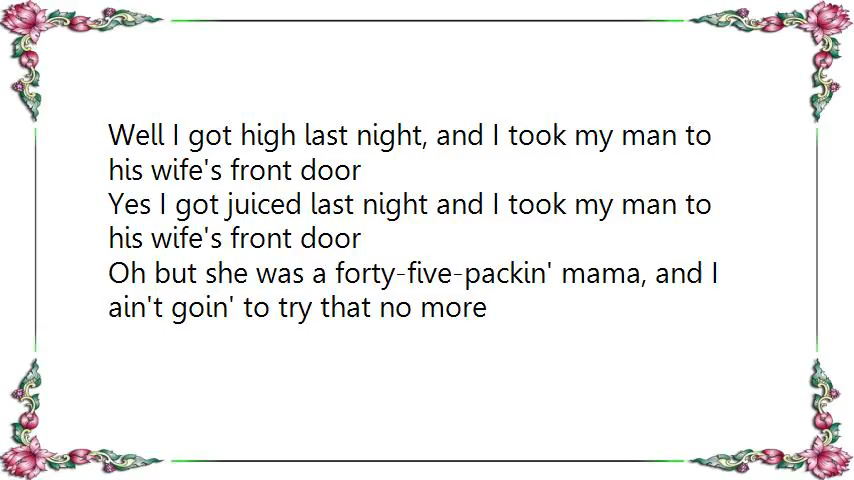 Well I got high last night, and I took my man to
his wife's front door
Yes I got juiced last night and I took my man to
his wife's front door
Oh but she was a forty-five-packin' mama, and I
ain't goin' to try that no more